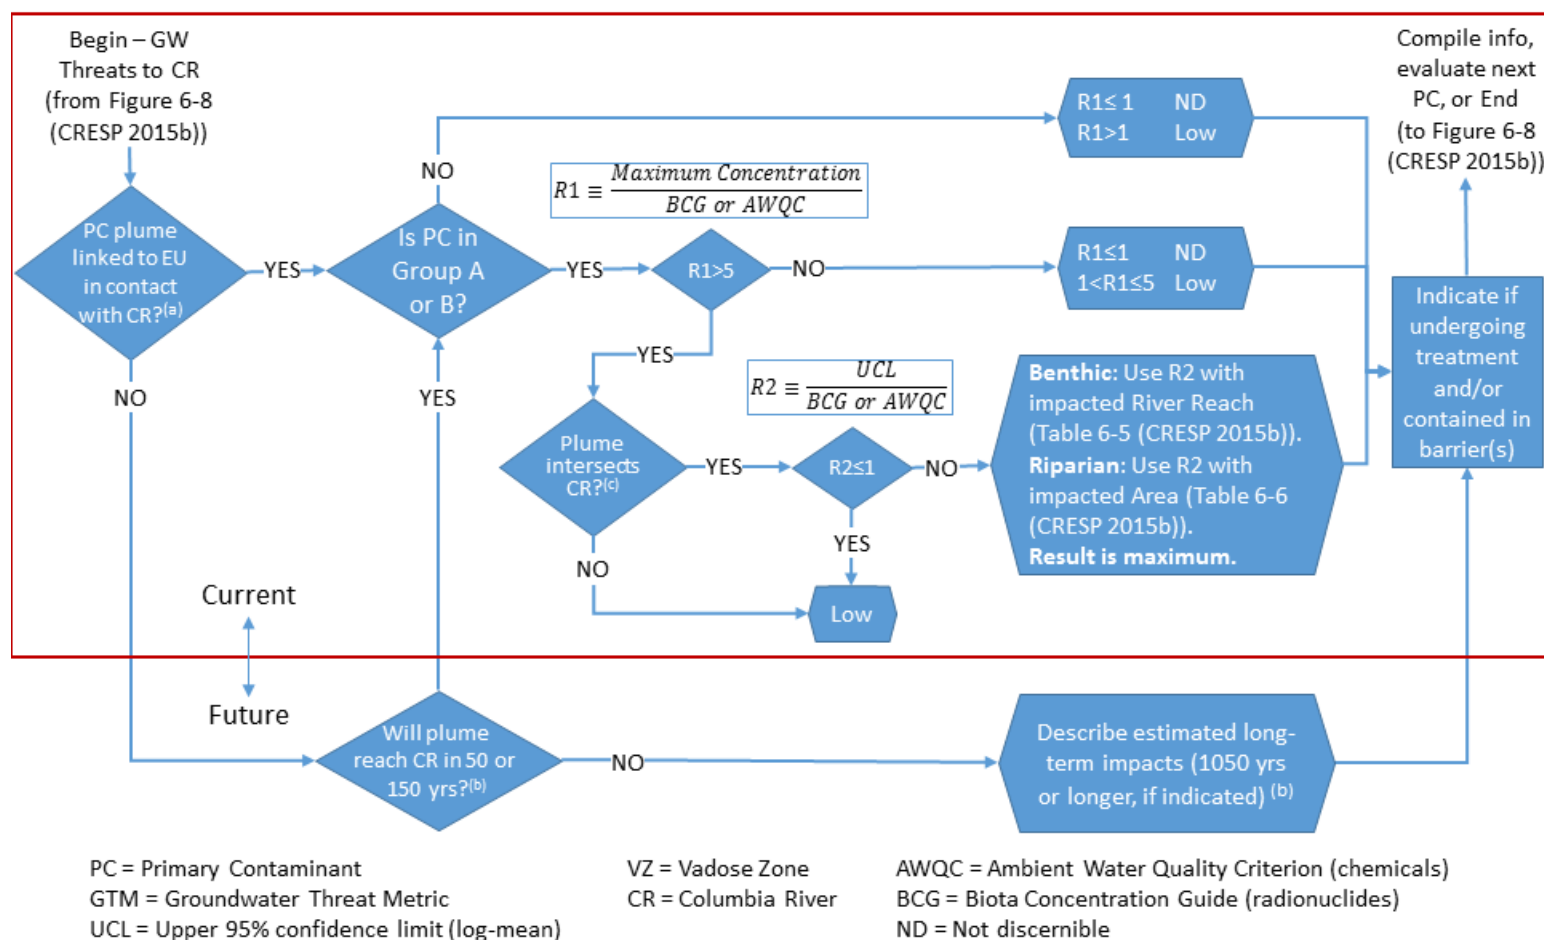 Begin – GW
Threats to CR
(from Figure 6-8
(CRESP 2015b))
Compile info,
evaluate next
PC, or End
(to Figure 6-8
(CRESP 2015b))
R1≤ 1 ND
R1>1 Low
NO
R1 ≡ Maximum Concentration
BCG or AWQC
PC plume
linked to EU
in contact
with CR?(a)
YES
Is PC in
Group A
or B?
YES
R1>5
NO
R1≤1 ND
1<R1≤5 Low
Indicate if
undergoing
treatment
and/or
contained in
barrier(s)
YES
R2 ≡ UCL
BCG or AWQC
NO
YES
Plume
intersects
CR?(c)
YES
R2≤1
NO
Benthic: Use R2 with
impacted River Reach
(Table 6-5 (CRESP 2015b)).
Riparian: Use R2 with
impacted Area (Table 6-6
(CRESP 2015b)).
Result is maximum.
YES
NO
Low
Current
Future
Will plume
reach CR in 50 or
150 yrs?(b)
NO
Describe estimated long-
term impacts (1050 yrs
or longer, if indicated) (b)
PC = Primary Contaminant
GTM = Groundwater Threat Metric
UCL = Upper 95% confidence limit (log-mean)
VZ = Vadose Zone
CR = Columbia River
AWQC = Ambient Water Quality Criterion (chemicals)
BCG = Biota Concentration Guide (radionuclides)
ND = Not discernible